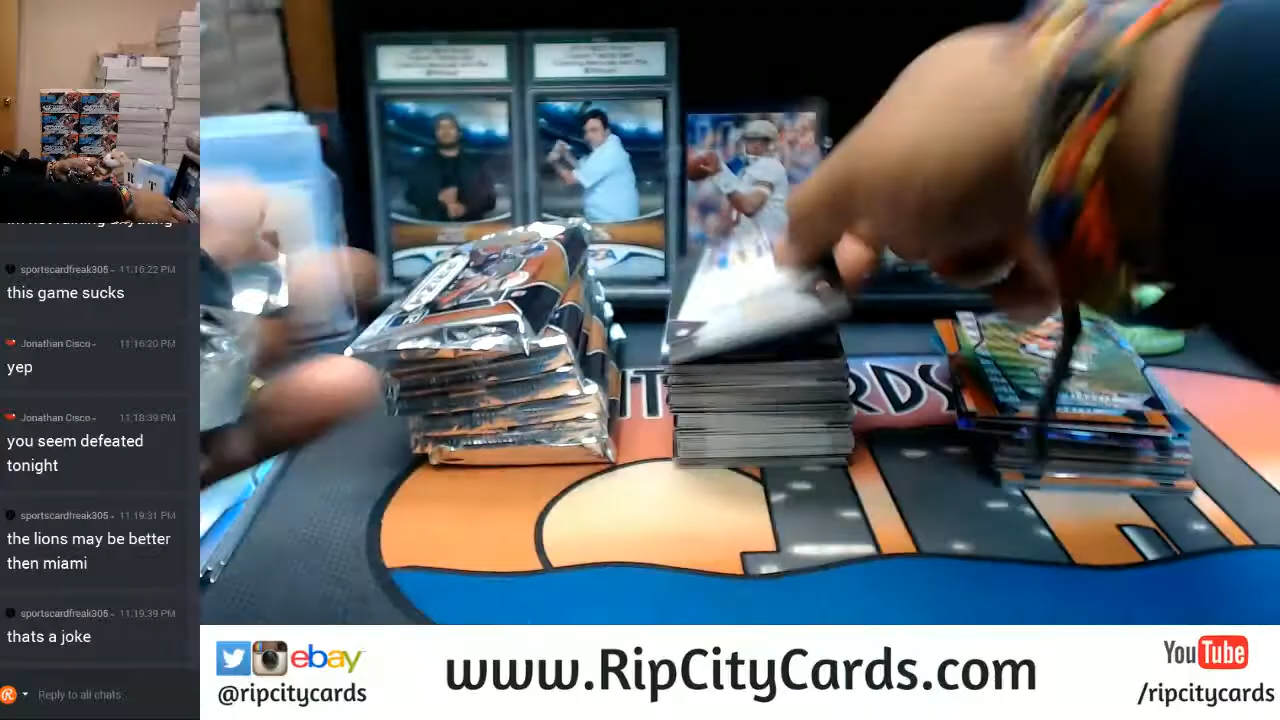 sportscardfreak305 - 11:16:22 PM
this game sucks
Jonathan Cisco - 11:16:20 PM
yep
Jonathan Cisco - 11:18:39 PM
you seem defeated
tonight
sportscardfreak305 - 11:19:31 PM
the lions may be better
then miami
sportscardfreak305 - 11:19:39 PM
thats a joke
Reply to all chats
ebay
@ripcitycards
www.RipCityCards.com
YouTube
/ripcitycards